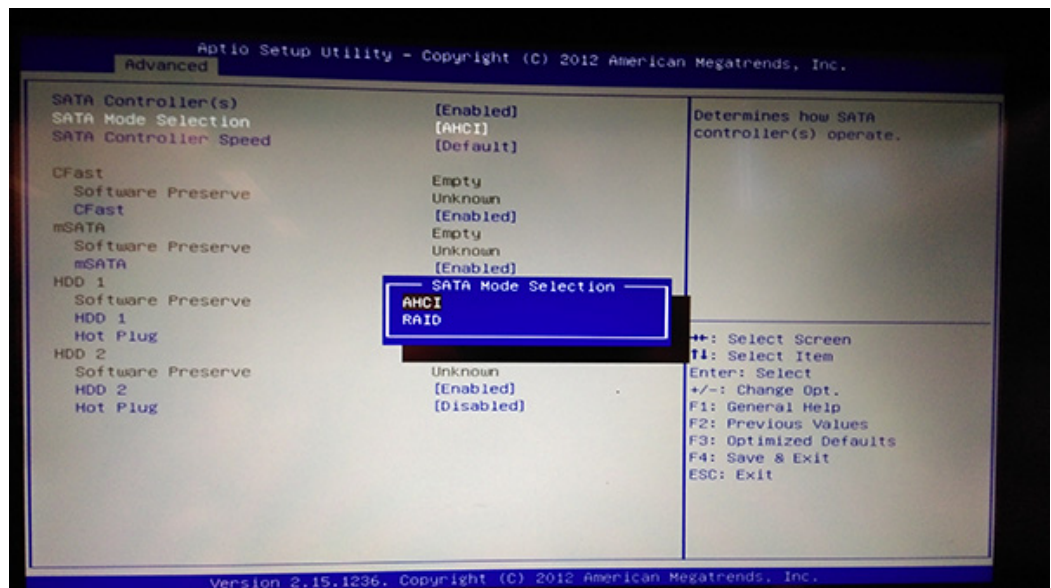 Aptio Setup Utility - Copyright (C) 2012 American Megatrends, Inc.
Advanced
SATA Controller(s) [Enabled]
SATA Mode Selection [AHCI]
SATA Controller Speed [Default]
CFast Empty
Software Preserve Unknown
CFast [Enabled]
mSATA Empty
Software Preserve Unknown
mSATA [Enabled]
HDD 1
Software Preserve
HDD 1
Hot Plug
HDD 2
Software Preserve Unknown
HDD 2 [Enabled]
Hot Plug [Disabled]
SATA Mode Selection
AHCI
RAID
Determines how SATA
controller(s) operate.
→←: Select Screen
↑↓: Select Item
Enter: Select
+/-: Change Opt.
F1: General Help
F2: Previous Values
F3: Optimized Defaults
F4: Save & Exit
ESC: Exit
Version 2.15.1236. Copyright (C) 2012 American Megatrends, Inc.